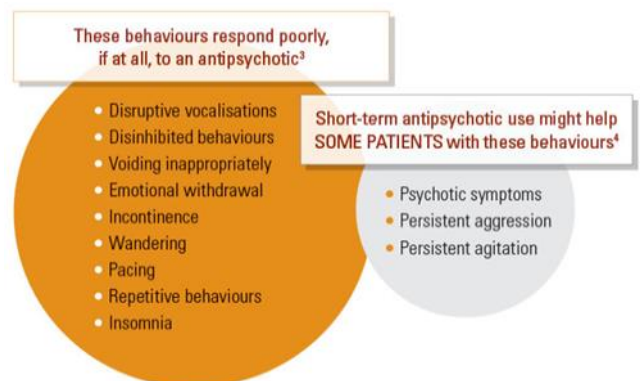 These behaviours respond poorly,
if at all, to an antipsychotic³
• Disruptive vocalisations
• Disinhibited behaviours
• Voiding inappropriately
• Emotional withdrawal
• Incontinence
• Wandering
• Pacing
• Repetitive behaviours
• Insomnia
Short-term antipsychotic use might help
SOME PATIENTS with these behaviours⁴
• Psychotic symptoms
• Persistent aggression
• Persistent agitation